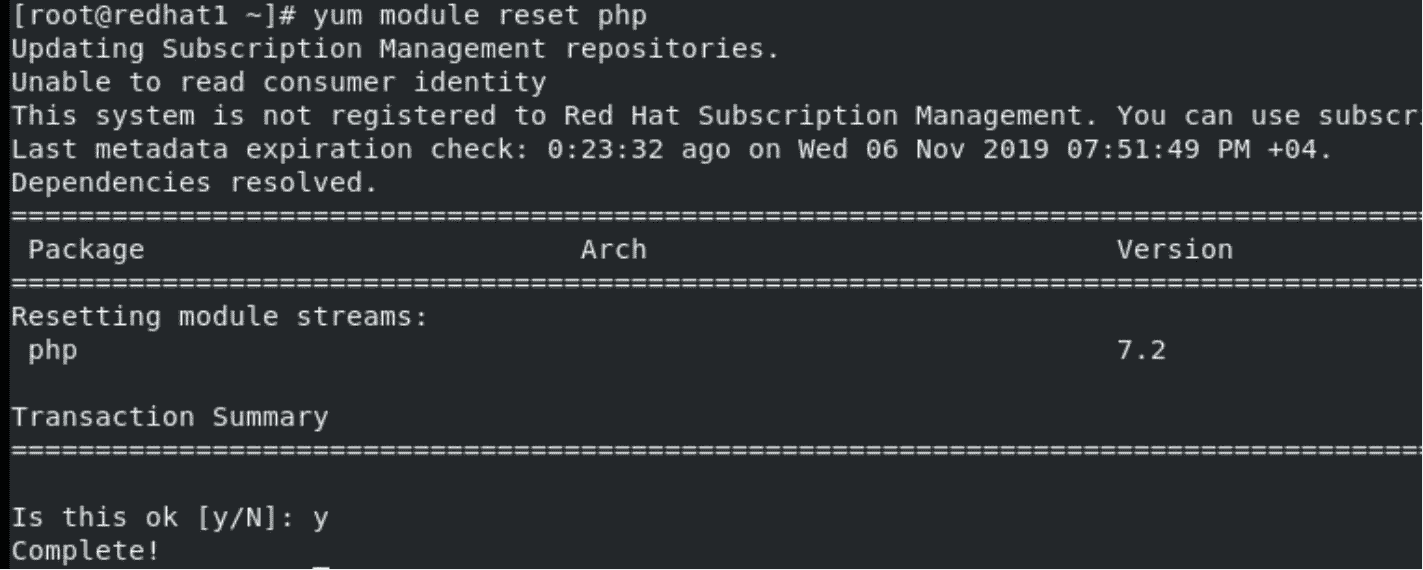 [root@redhat1 ~]# yum module reset php
Updating Subscription Management repositories.
Unable to read consumer identity
This system is not registered to Red Hat Subscription Management. You can use subscr
Last metadata expiration check: 0:23:32 ago on Wed 06 Nov 2019 07:51:49 PM +04.
Dependencies resolved.
================================================================================
Package Arch Version
================================================================================
Resetting module streams:
php 7.2
Transaction Summary
================================================================================
Is this ok [y/N]: y
Complete!